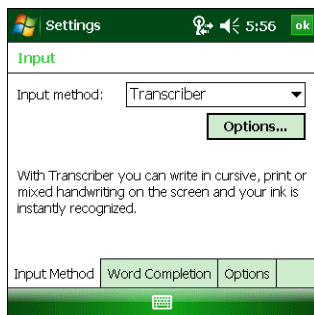 Settings 5:56 ok
Input
Input method: Transcriber
Options...
With Transcriber you can write in cursive, print or
mixed handwriting on the screen and your ink is
instantly recognized.
Input Method Word Completion Options